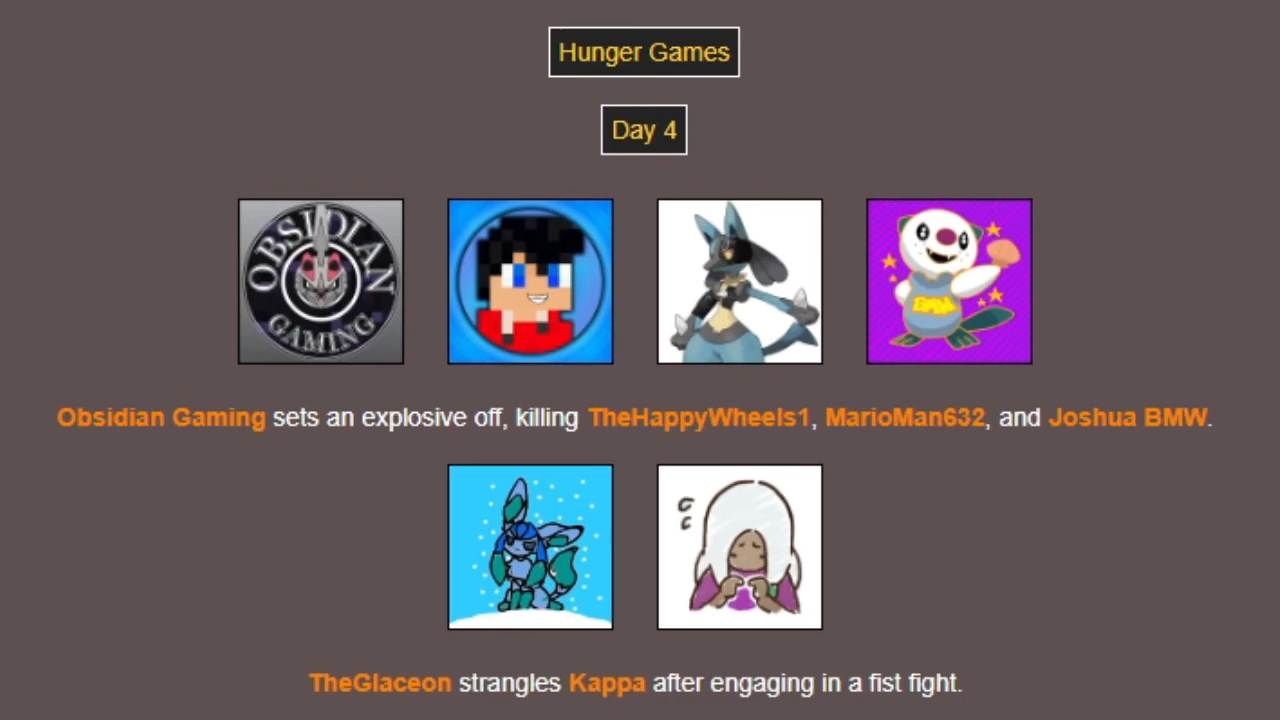 Hunger Games
Day 4
OBSIDIAN
GAMING
BMW
Obsidian Gaming sets an explosive off, killing TheHappyWheels1, MarioMan632, and Joshua BMW.
TheGlaceon strangles Kappa after engaging in a fist fight.